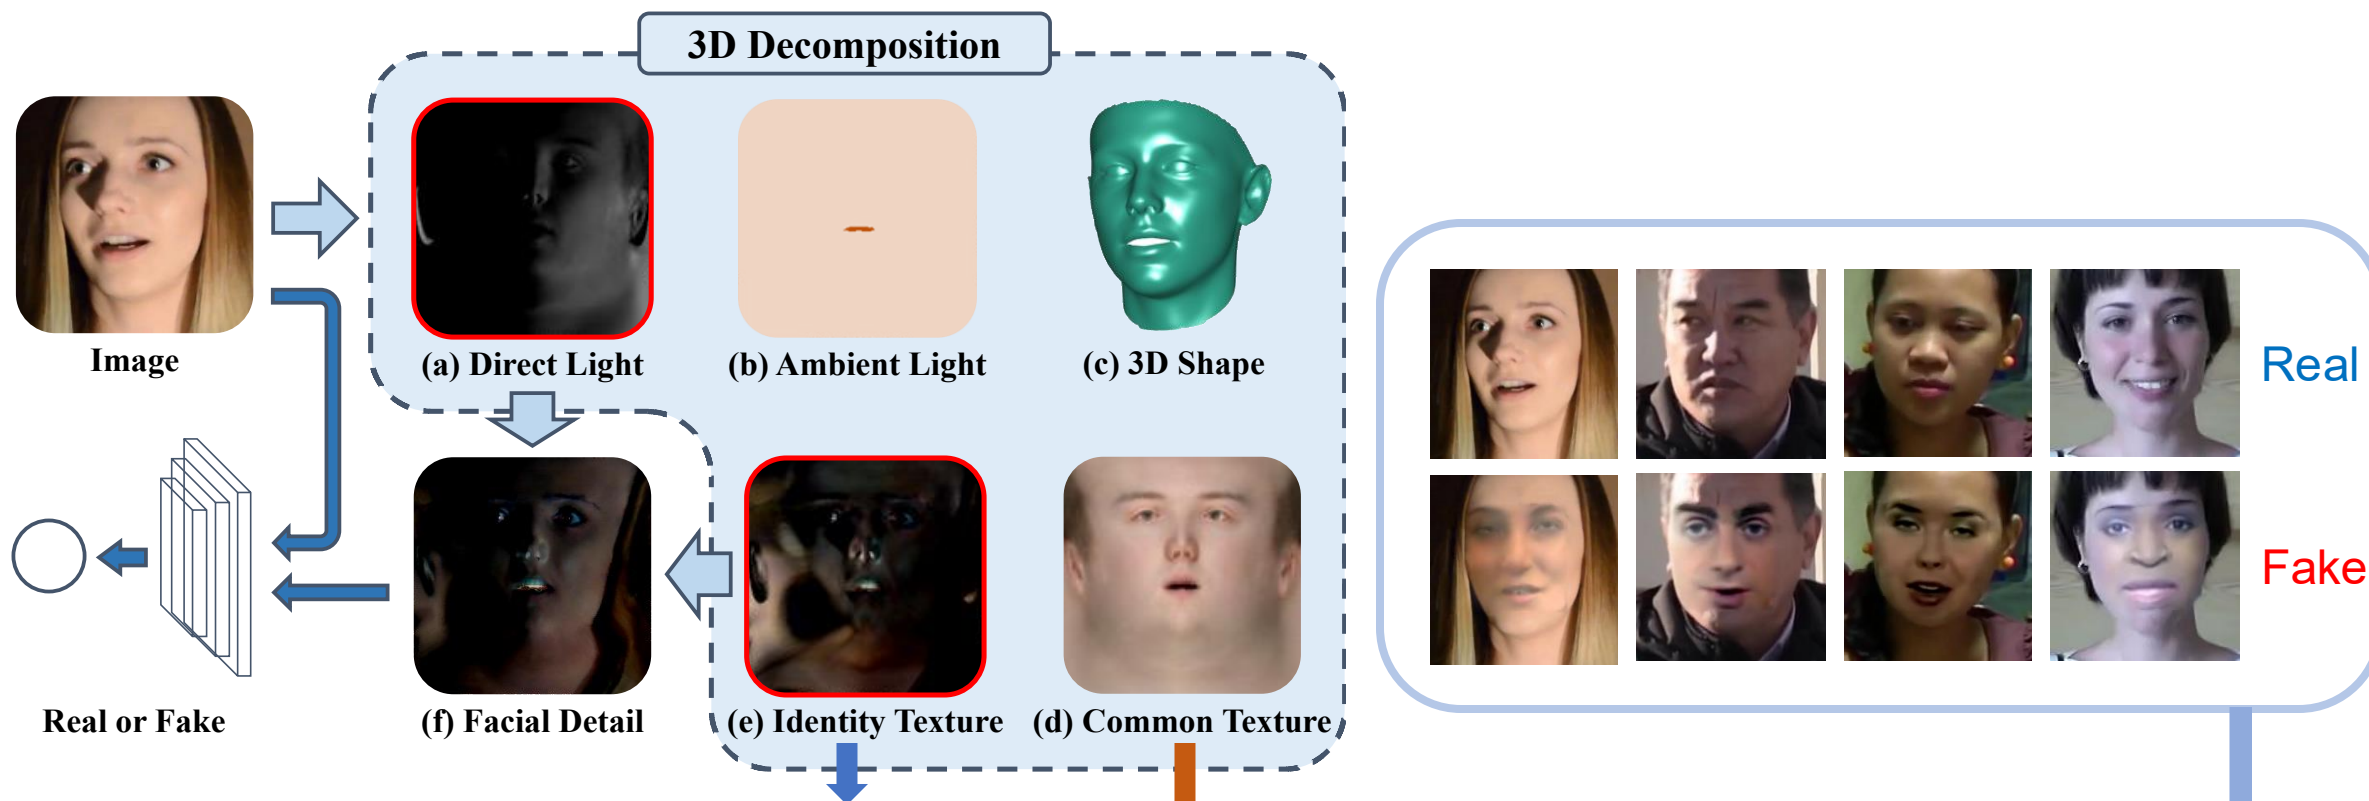 3D Decomposition
Image
(a) Direct Light
(b) Ambient Light
(c) 3D Shape
Real or Fake
(f) Facial Detail
(e) Identity Texture
(d) Common Texture
Real
Fake